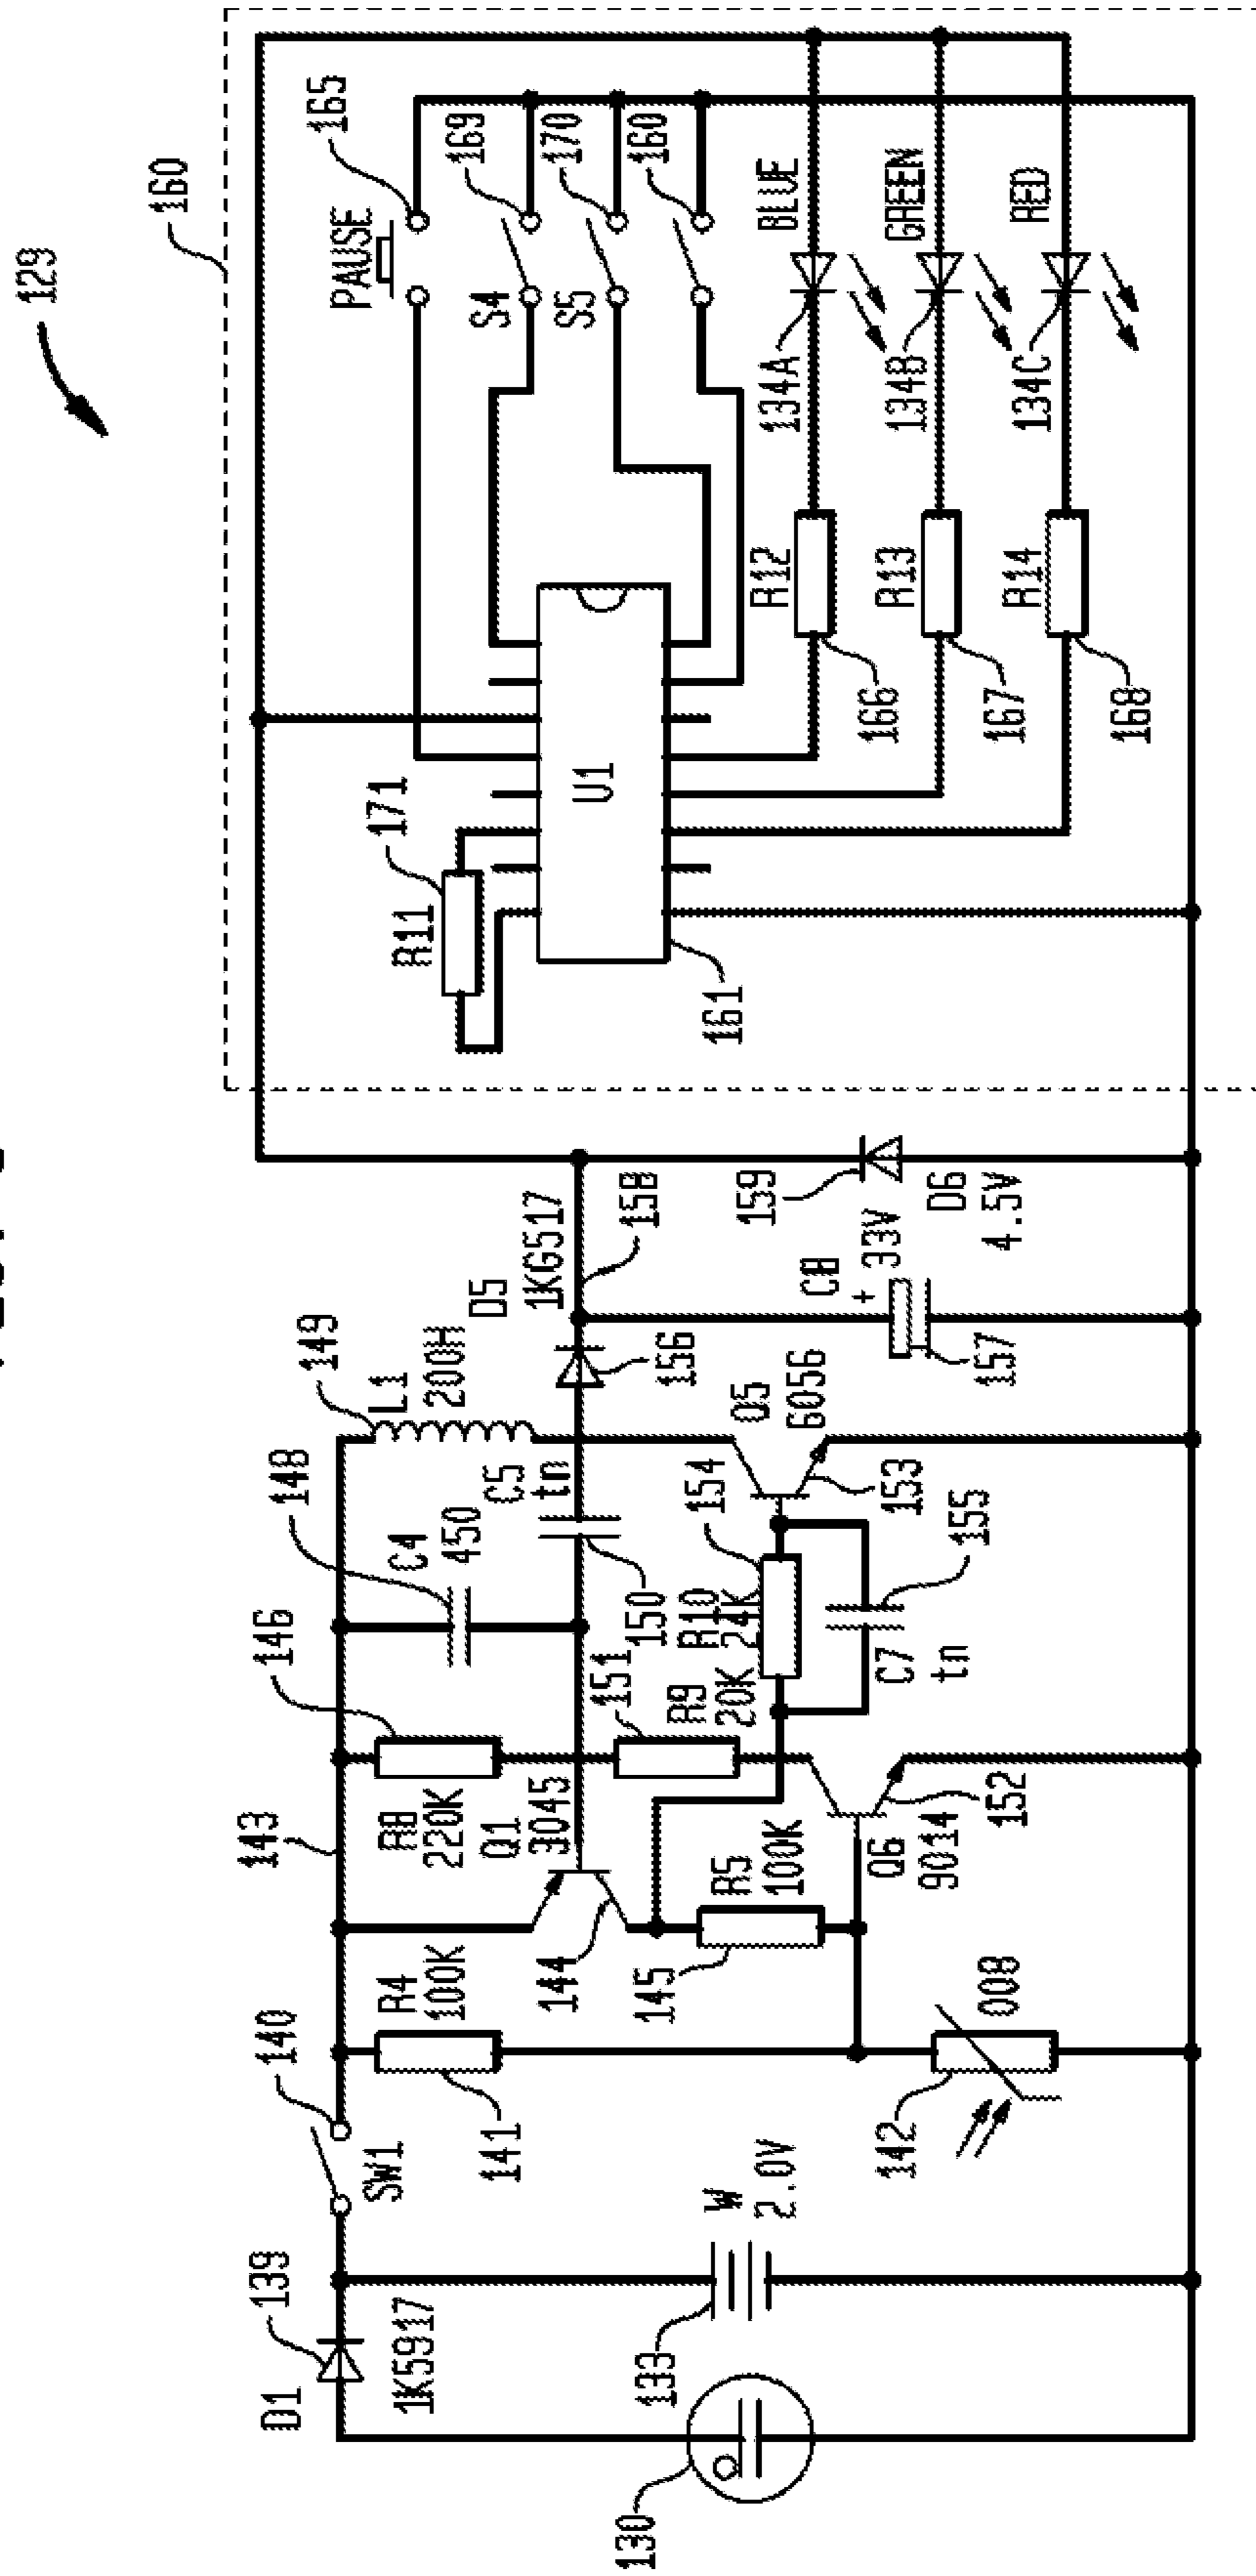 129
160
PAUSE
165
S4
169
S5
170
160
BLUE
134A
GREEN
134B
RED
134C
R12
166
R13
167
R14
168
U1
161
R11
171
D6
4.5V
159
C8
+
33V
157
158
D5
1KG517
156
149
L1
200H
148
C4
450
C5
tn
150
146
R8
220K
151
R9
20K
154
R10
24K
155
C7
tn
Q5
6056
153
143
Q1
3045
144
R5
100K
145
Q6
9014
152
140
SW1
R4
100K
141
142
008
139
D1
1K5917
W
2.0V
133
130